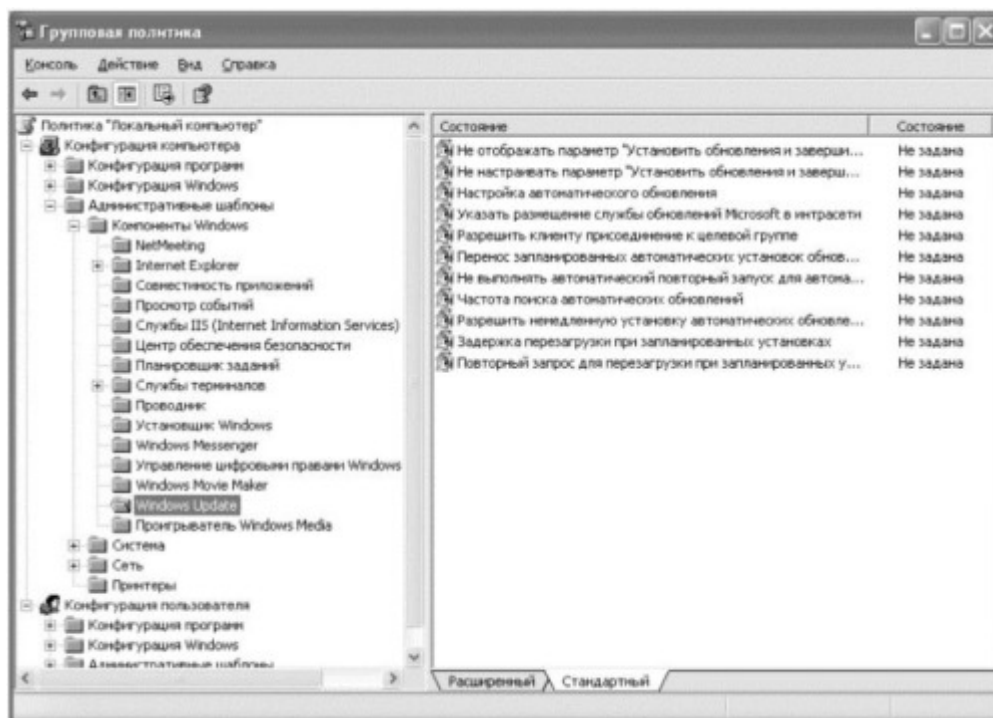 Групповая политика
Консоль Действие Вид Справка
Политика "Локальный компьютер"
Конфигурация компьютера
Конфигурация программ
Конфигурация Windows
Административные шаблоны
Компоненты Windows
NetMeeting
Internet Explorer
Совместимость приложений
Просмотр событий
Службы IIS (Internet Information Services)
Центр обеспечения безопасности
Планировщик заданий
Службы терминалов
Проводник
Установщик Windows
Windows Messenger
Управление цифровыми правами Windows
Windows Movie Maker
Windows Update
Проигрыватель Windows Media
Система
Сеть
Принтеры
Конфигурация пользователя
Конфигурация программ
Конфигурация Windows
Административные шаблоны
Состояние Состояние
Не отображать параметр "Установить обновления и заверши... Не задана
Не настраивать параметр "Установить обновления и заверш... Не задана
Настройка автоматического обновления Не задана
Указать размещение службы обновлений Microsoft в интрасети Не задана
Разрешить клиенту присоединение к целевой группе Не задана
Перенос запланированных автоматических установок обнов... Не задана
Не выполнять автоматический повторный запуск для автома... Не задана
Частота поиска автоматических обновлений Не задана
Разрешить немедленную установку автоматических обновле... Не задана
Задержка перезагрузки при запланированных установках Не задана
Повторный запрос для перезагрузки при запланированных у... Не задана
Расширенный Стандартный